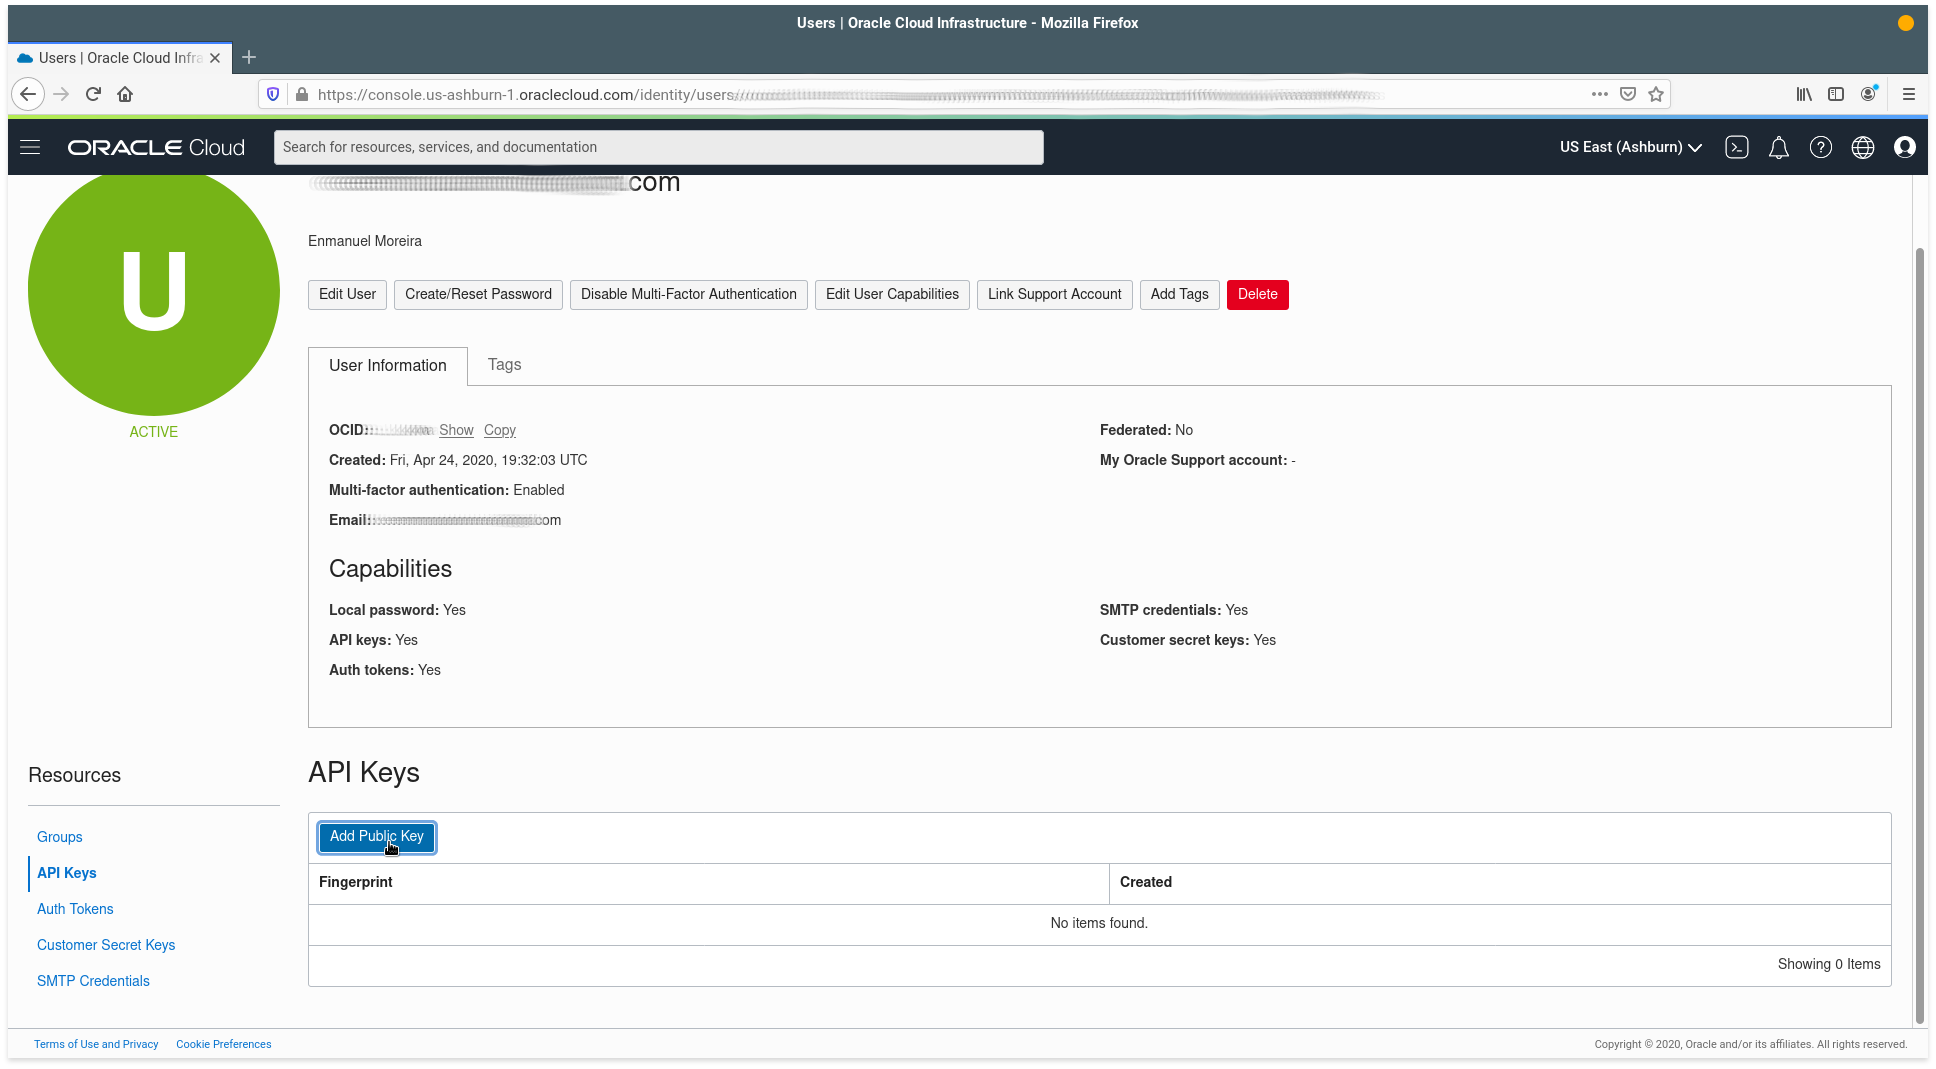 Users | Oracle Cloud Infrastructure - Mozilla Firefox
Users | Oracle Cloud Infra
https://console.us-ashburn-1.oraclecloud.com/identity/users
ORACLE Cloud
Search for resources, services, and documentation
US East (Ashburn)
.com
U
ACTIVE
Enmanuel Moreira
Edit User Create/Reset Password Disable Multi-Factor Authentication Edit User Capabilities Link Support Account Add Tags Delete
User Information Tags
OCID: Show Copy
Federated: No
Created: Fri, Apr 24, 2020, 19:32:03 UTC
My Oracle Support account: -
Multi-factor authentication: Enabled
Email: com
Capabilities
Local password: Yes
SMTP credentials: Yes
API keys: Yes
Customer secret keys: Yes
Auth tokens: Yes
Resources
Groups
API Keys
Auth Tokens
Customer Secret Keys
SMTP Credentials
API Keys
Add Public Key
Fingerprint Created
No items found.
Showing 0 Items
Terms of Use and Privacy Cookie Preferences
Copyright © 2020, Oracle and/or its affiliates. All rights reserved.